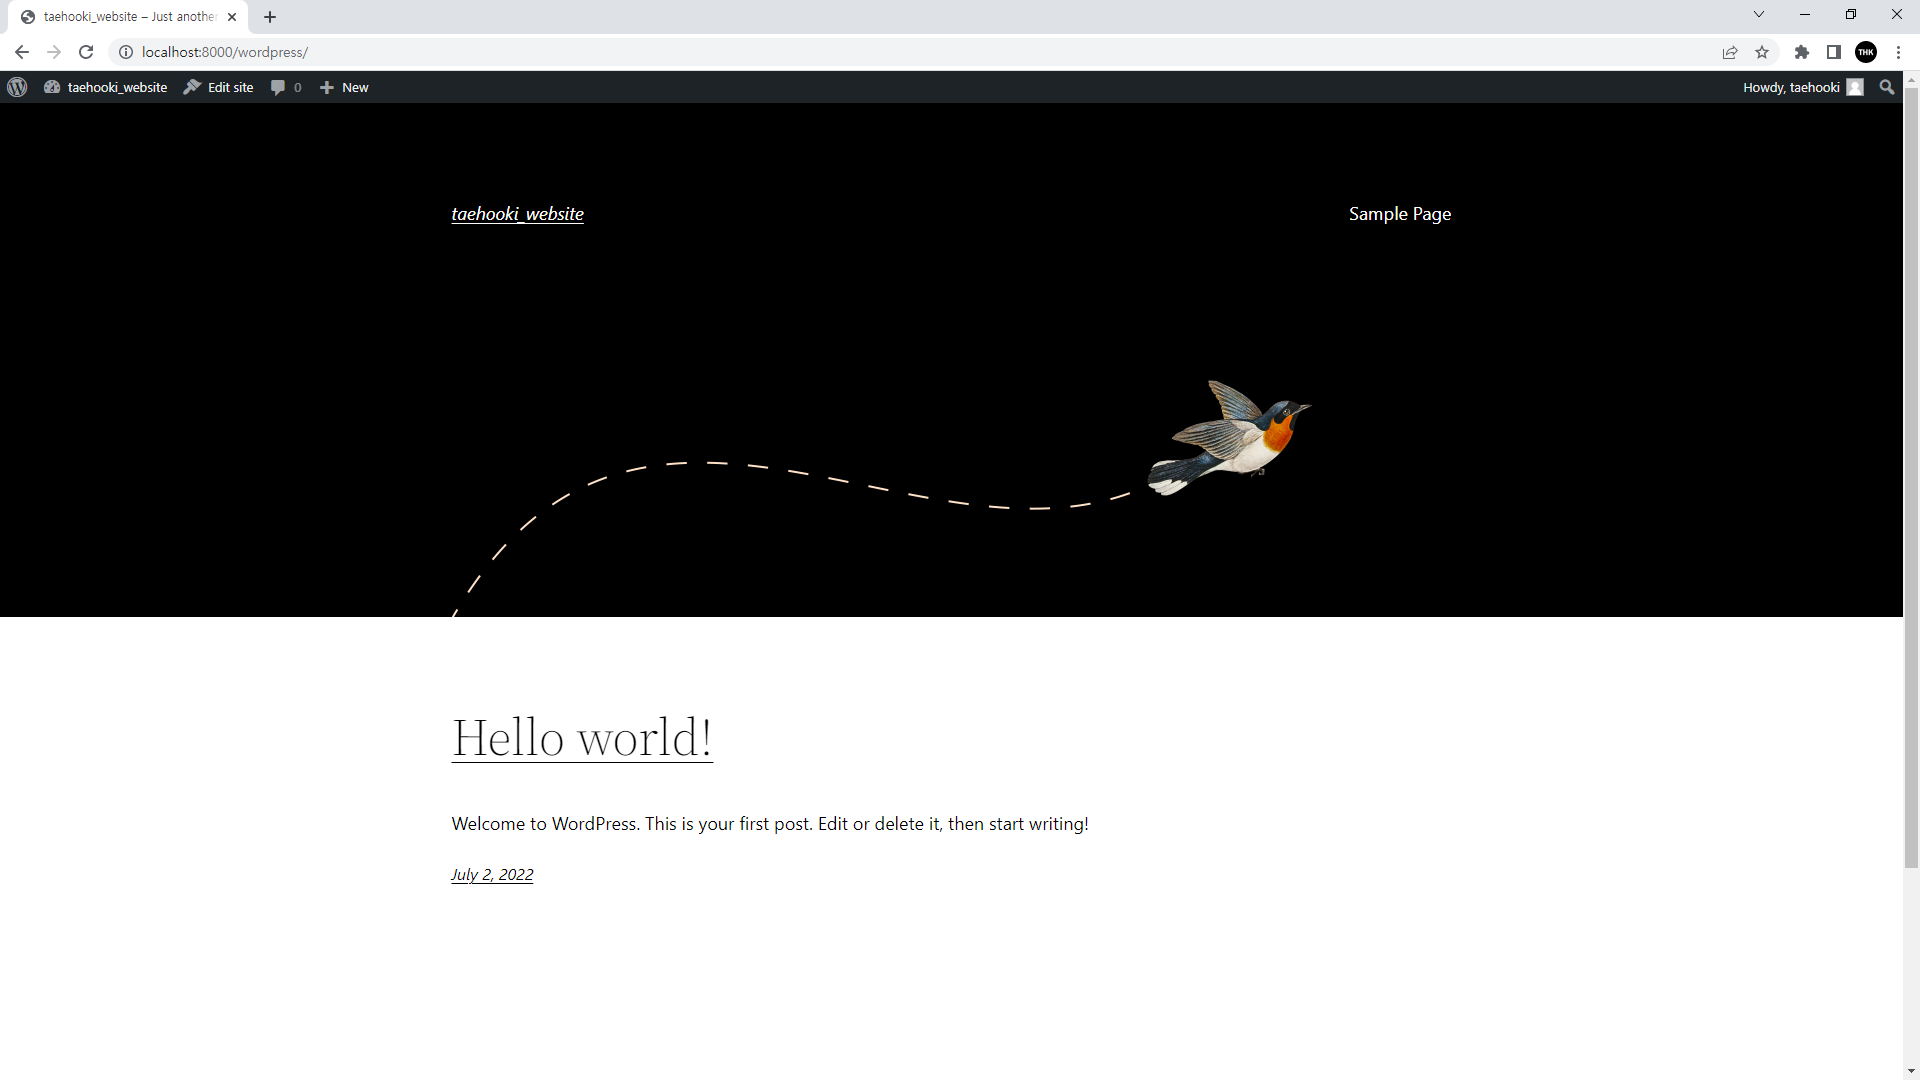 taehooki_website – Just another
localhost:8000/wordpress/
THK
taehooki_website Edit site 0 New Howdy, taehooki
taehooki_website Sample Page
Hello world!
Welcome to WordPress. This is your first post. Edit or delete it, then start writing!
July 2, 2022